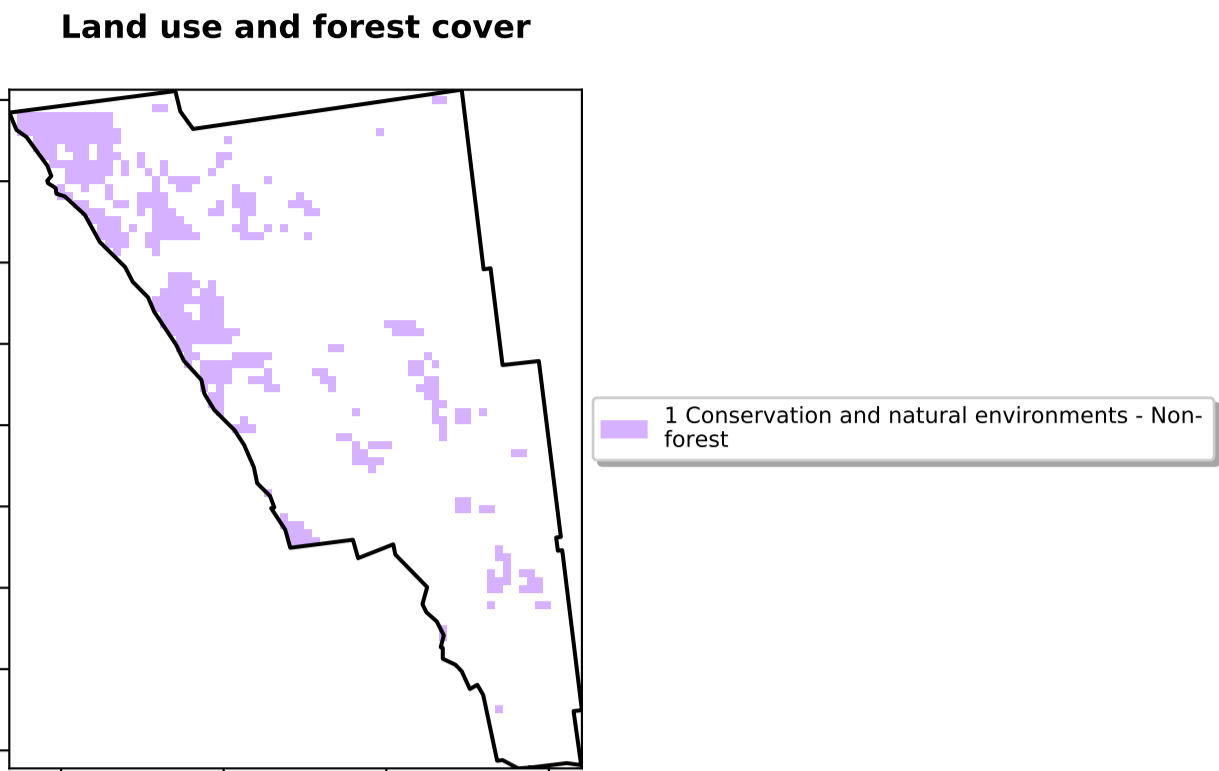 Land use and forest cover
1 Conservation and natural environments - Non-
forest